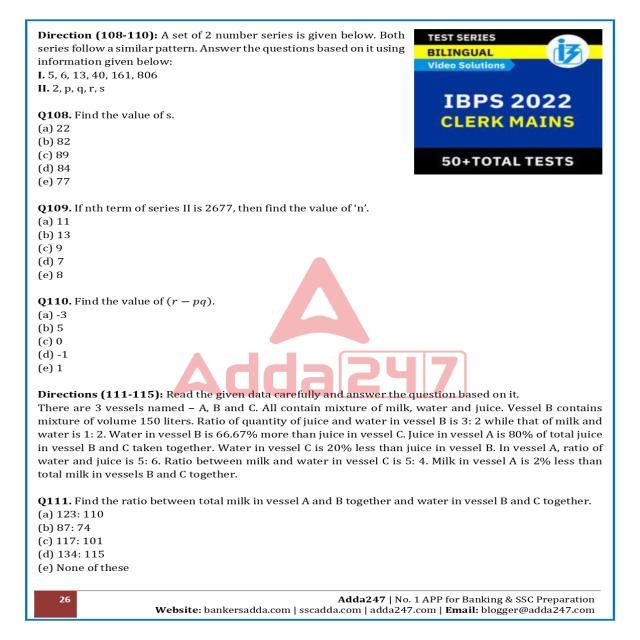 Direction (108-110): A set of 2 number series is given below. Both
series follow a similar pattern. Answer the questions based on it using
information given below:
I. 5, 6, 13, 40, 161, 806
II. 2, p, q, r, s
TEST SERIES
BILINGUAL
Video Solutions
IBPS 2022
CLERK MAINS
50+TOTAL TESTS
Q108. Find the value of s.
(a) 22
(b) 82
(c) 89
(d) 84
(e) 77
Q109. If nth term of series II is 2677, then find the value of ‘n’.
(a) 11
(b) 13
(c) 9
(d) 7
(e) 8
Q110. Find the value of (r − pq).
(a) -3
(b) 5
(c) 0
(d) -1
(e) 1
Adda247
Directions (111-115): Read the given data carefully and answer the question based on it.
There are 3 vessels named – A, B and C. All contain mixture of milk, water and juice. Vessel B contains
mixture of volume 150 liters. Ratio of quantity of juice and water in vessel B is 3: 2 while that of milk and
water is 1: 2. Water in vessel B is 66.67% more than juice in vessel C. Juice in vessel A is 80% of total juice
in vessel B and C taken together. Water in vessel C is 20% less than juice in vessel B. In vessel A, ratio of
water and juice is 5: 6. Ratio between milk and water in vessel C is 5: 4. Milk in vessel A is 2% less than
total milk in vessels B and C together.
Q111. Find the ratio between total milk in vessel A and B together and water in vessel B and C together.
(a) 123: 110
(b) 87: 74
(c) 117: 101
(d) 134: 115
(e) None of these
26
Adda247 | No. 1 APP for Banking & SSC Preparation
Website: bankersadda.com | sscadda.com | adda247.com | Email: blogger@adda247.com